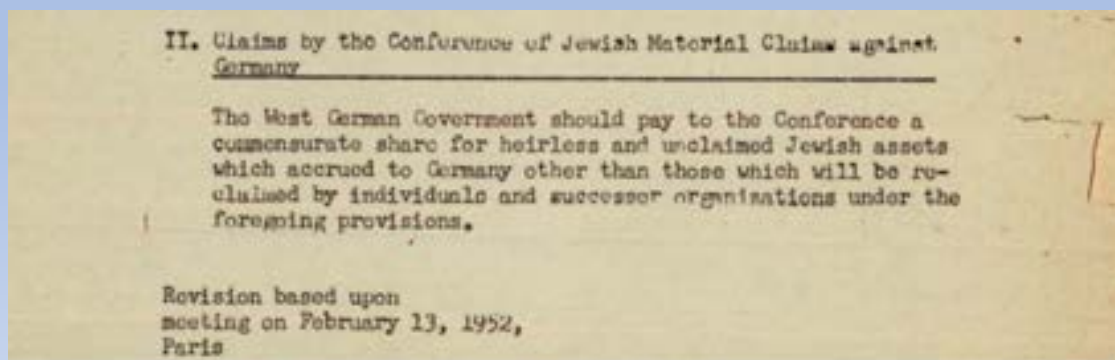 II. Claims by the Conference of Jewish Material Claims against
Germany
The West German Government should pay to the Conference a
commensurate share for heirless and unclaimed Jewish assets
which accrued to Germany other than those which will be re-
claimed by individuals and successor organisations under the
foregoing provisions.
Revision based upon
meeting on February 13, 1952,
Paris